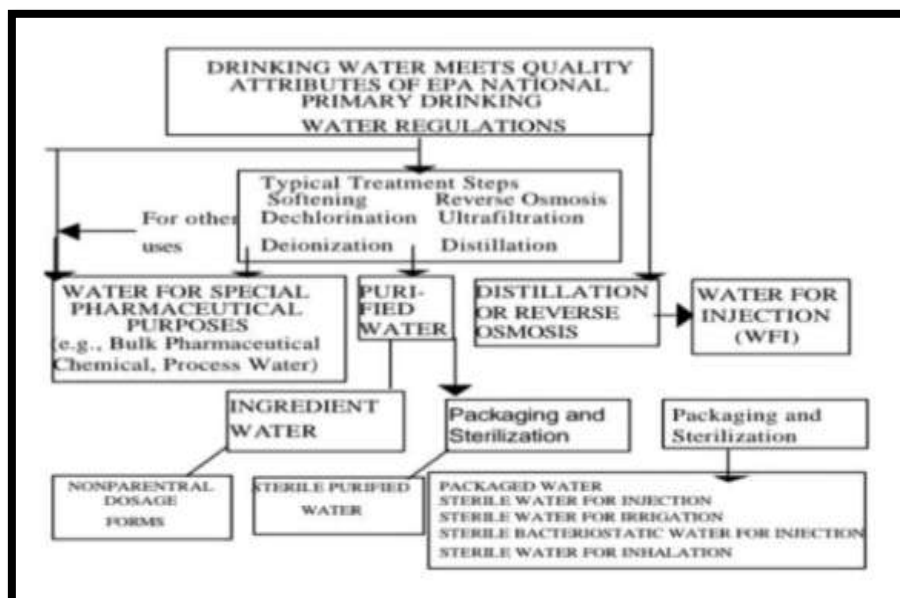 DRINKING WATER MEETS QUALITY
ATTRIBUTES OF EPA NATIONAL
PRIMARY DRINKING
WATER REGULATIONS
Typical Treatment Steps
Softening Reverse Osmosis
Dechlorination Ultrafiltration
Deionization Distillation
For other
uses
WATER FOR SPECIAL
PHARMACEUTICAL
PURPOSES
(e.g., Bulk Pharmaceutical
Chemical, Process Water)
PURI-
FIED
WATER
DISTILLATION
OR REVERSE
OSMOSIS
WATER FOR
INJECTION
(WFI)
INGREDIENT
WATER
Packaging and
Sterilization
Packaging and
Sterilization
NONPARENTRAL
DOSAGE
FORMS
STERILE PURIFIED
WATER
PACKAGED WATER
STERILE WATER FOR INJECTION
STERILE WATER FOR IRRIGATION
STERILE BACTERIOSTATIC WATER FOR INJECTION
STERILE WATER FOR INHALATION